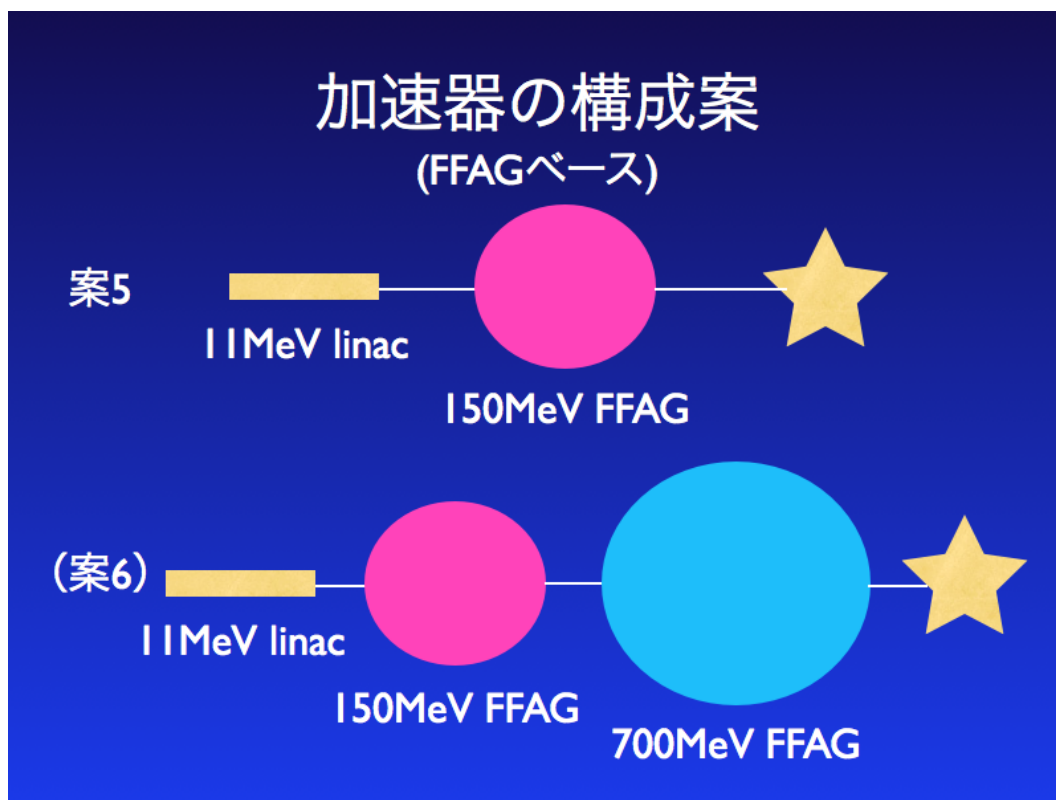 加速器の構成案
(FFAGベース)
案5
11MeV linac
150MeV FFAG
（案6）
11MeV linac
150MeV FFAG
700MeV FFAG